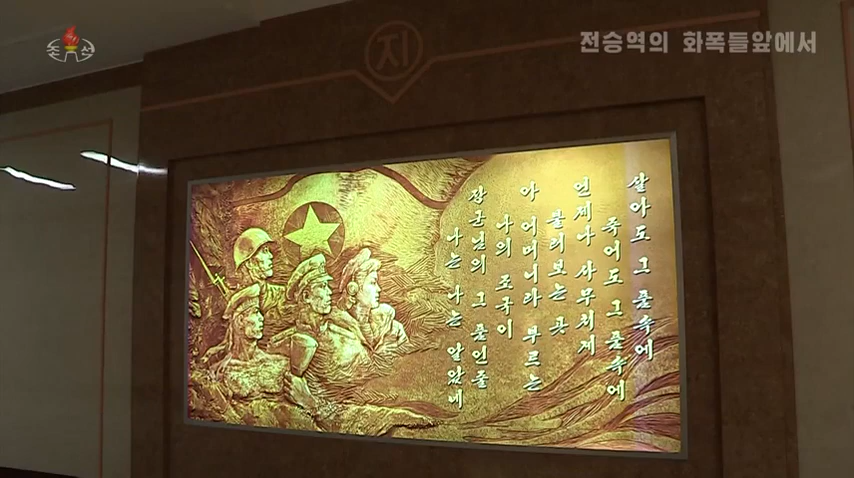 조선
지
전승역의 화폭들앞에서
살아도 그 품속에
죽어도 그 품속에
언제나 사무치게
불러보는 곳
아 어머니라 부르는
나의 조국이
장군님의 그 품인줄
나는 나는 알았네